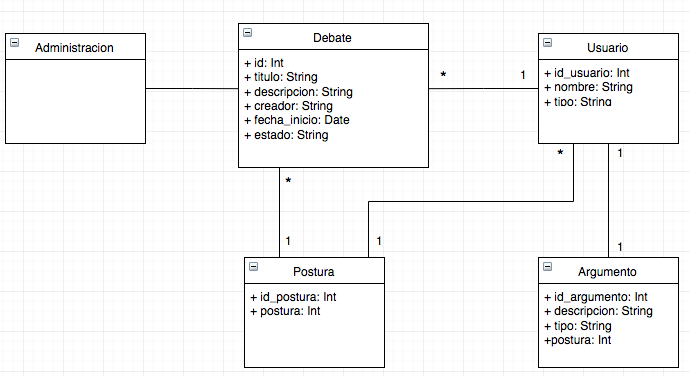 Administracion
Debate
+ id: Int
+ titulo: String
+ descripcion: String
+ creador: String
+ fecha_inicio: Date
+ estado: String
* 1
Usuario
+ id_usuario: Int
+ nombre: String
+ tipo: String
*
1
*
1
*
1
1
1
Postura
+ id_postura: Int
+ postura: Int
Argumento
+ id_argumento: Int
+ descripcion: String
+ tipo: String
+postura: Int